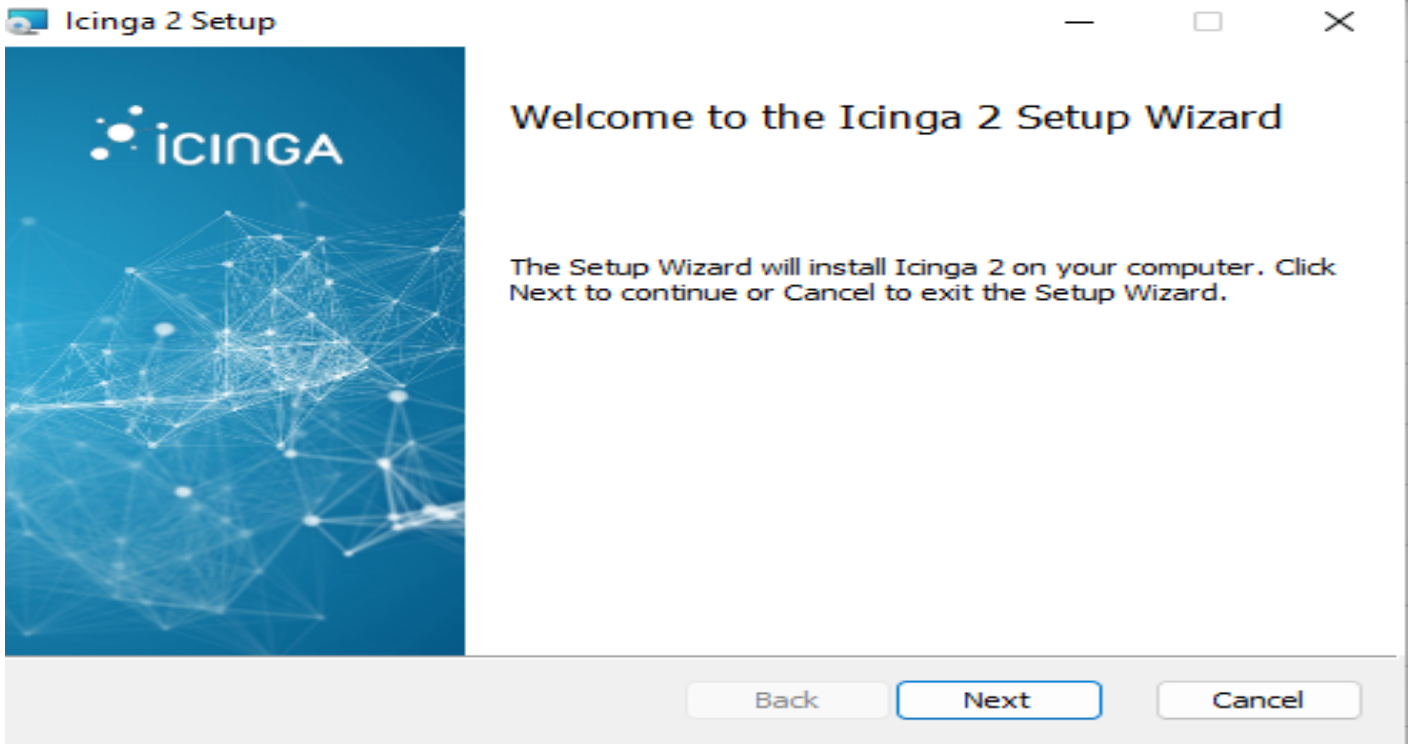 Icinga 2 Setup
iCINGA
Welcome to the Icinga 2 Setup Wizard
The Setup Wizard will install Icinga 2 on your computer. Click
Next to continue or Cancel to exit the Setup Wizard.
Back
Next
Cancel